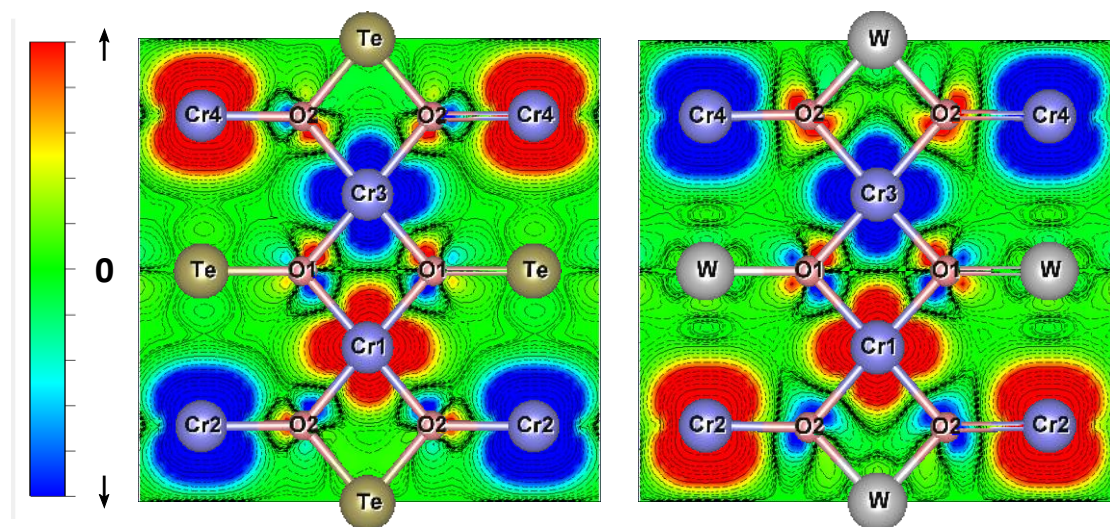 Te W
Cr4 O2 O2 Cr4 Cr4 O2 O2 Cr4
Cr3 Cr3
0 Te O1 O1 Te W O1 O1 W
Cr1 Cr1
Cr2 O2 O2 Cr2 Cr2 O2 O2 Cr2
Te W